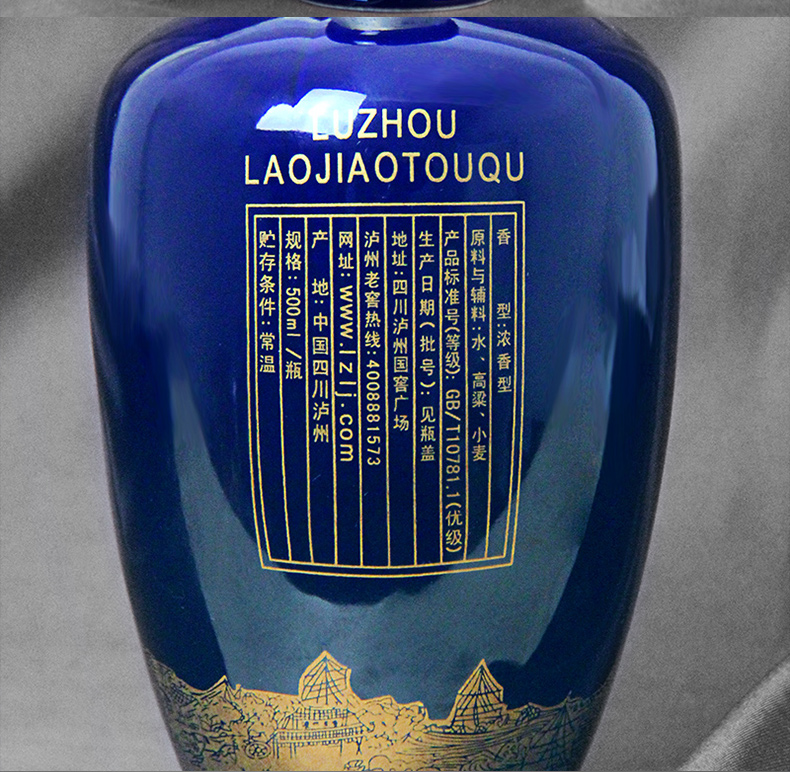 LUZHOU
LAOJIAOTOUQU
香 型:浓香型
原料与辅料:水、高粱、小麦
产品标准号(等级): GB/T10781.1(优级)
生产日期(批号):见瓶盖
地址:四川泸州国窖广场
泸州老窖热线:4008881573
网址:www.lzlj.com
产 地:中国四川泸州
规格:500ml/瓶
贮存条件:常温